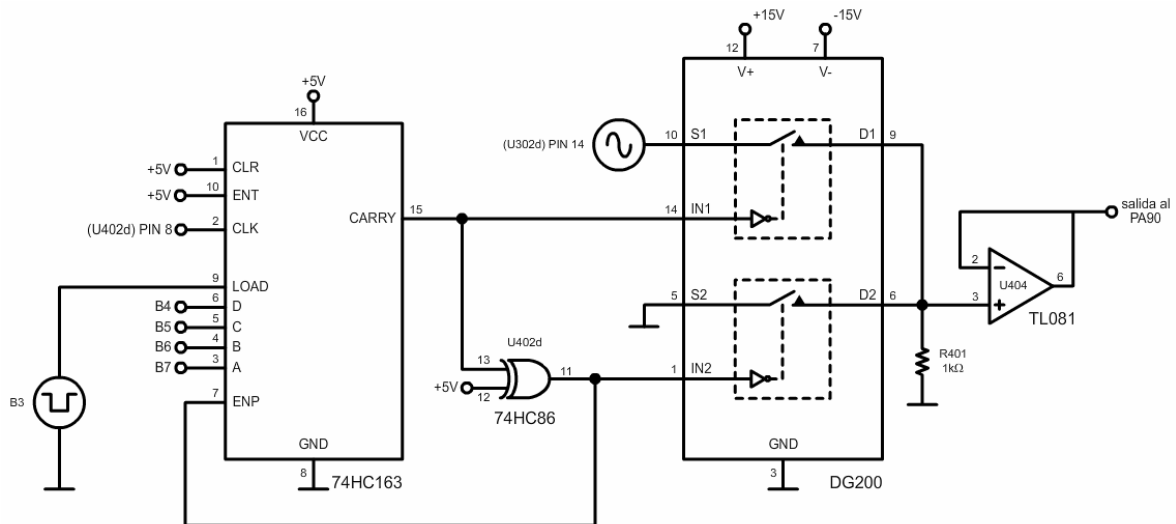 +15V -15V
12 7
V+ V-
+5V
16
VCC
+5V 1 CLR
+5V 10 ENT
(U402d) PIN 8 2 CLK
CARRY 15
9 LOAD
B4 6 D
B5 5 C
B6 4 B
B7 3 A
7 ENP
B3
GND
8
74HC163
U402d
13
+5V 12
11
74HC86
(U302d) PIN 14 10 S1 D1 9
14 IN1
5 S2 D2 6
1 IN2
GND
3
DG200
2
3
6
U404
TL081
R401
1kΩ
salida al
PA90